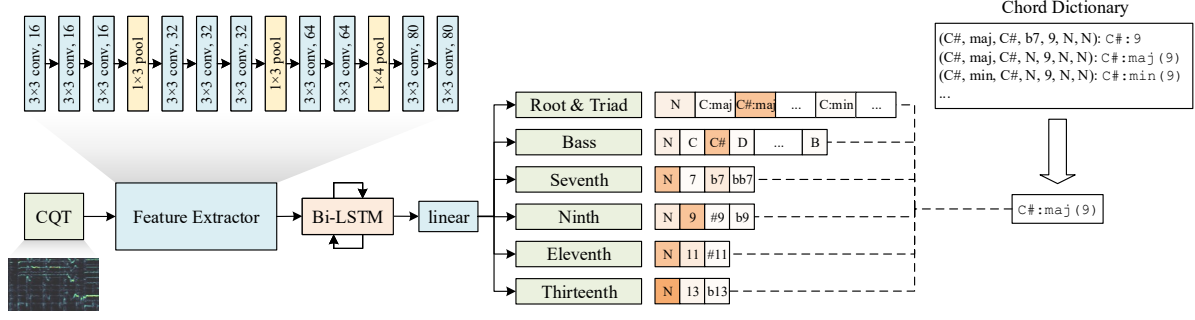 3×3 conv, 16
3×3 conv, 16
3×3 conv, 16
1×3 pool
3×3 conv, 32
3×3 conv, 32
3×3 conv, 32
1×3 pool
3×3 conv, 64
3×3 conv, 64
1×4 pool
3×3 conv, 80
3×3 conv, 80
CQT
Feature Extractor
Bi-LSTM
linear
Root & Triad
N C:maj C#:maj ... C:min ...
Bass
N C C# D ... B
Seventh
N 7 b7 bb7
Ninth
N 9 #9 b9
Eleventh
N 11 #11
Thirteenth
N 13 b13
Chord Dictionary
(C#, maj, C#, b7, 9, N, N): C#:9
(C#, maj, C#, N, 9, N, N): C#:maj(9)
(C#, min, C#, N, 9, N, N): C#:min(9)
...
C#:maj(9)